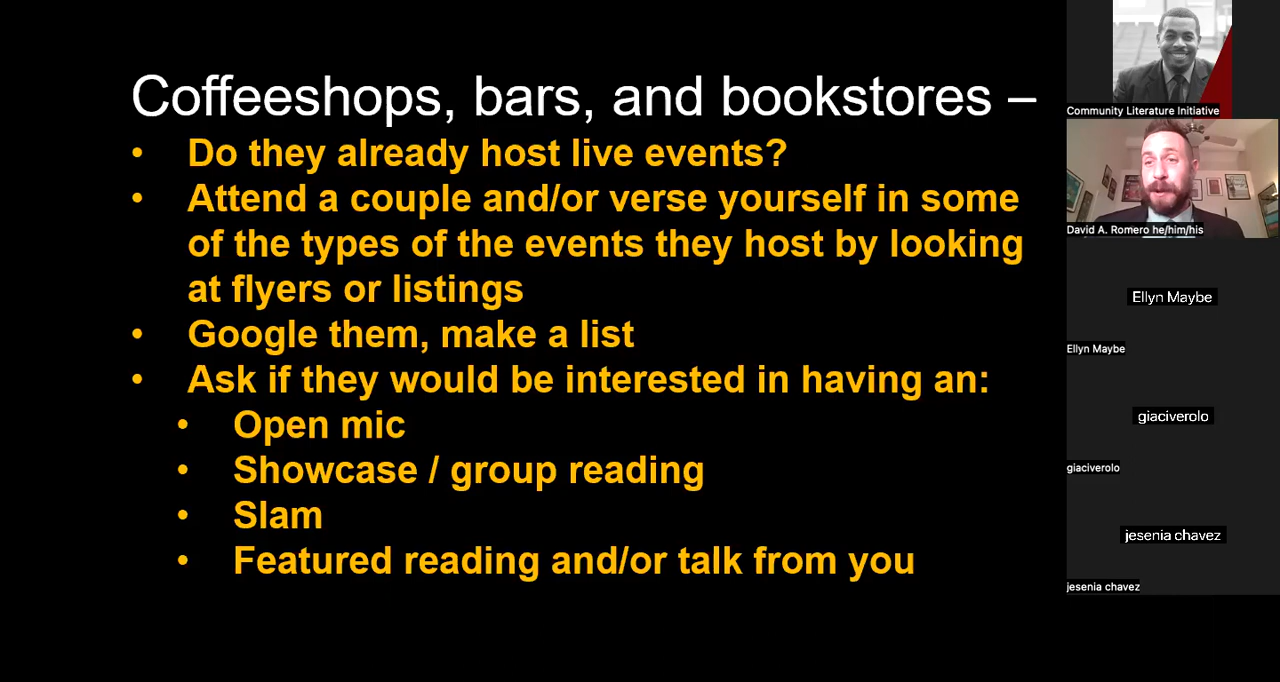 Coffeeshops, bars, and bookstores –
• Do they already host live events?
• Attend a couple and/or verse yourself in some
of the types of the events they host by looking
at flyers or listings
• Google them, make a list
• Ask if they would be interested in having an:
• Open mic
• Showcase / group reading
• Slam
• Featured reading and/or talk from you
Community Literature Initiative
David A. Romero he/him/his
Ellyn Maybe
Ellyn Maybe
giaciverolo
giaciverolo
jesenia chavez
jesenia chavez